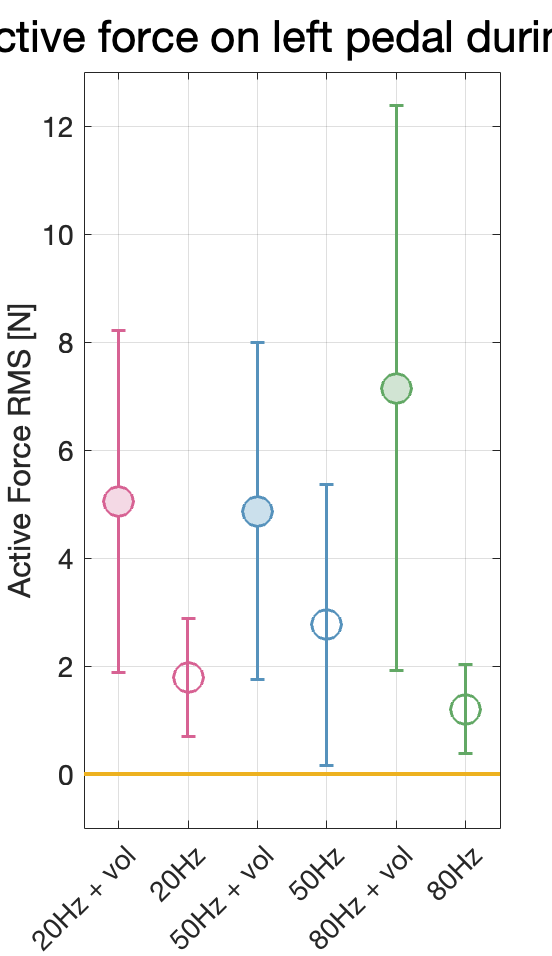 ctive force on left pedal durin
12
10
8
6
4
2
0
Active Force RMS [N]
20Hz + vol
20Hz
50Hz + vol
50Hz
80Hz + vol
80Hz